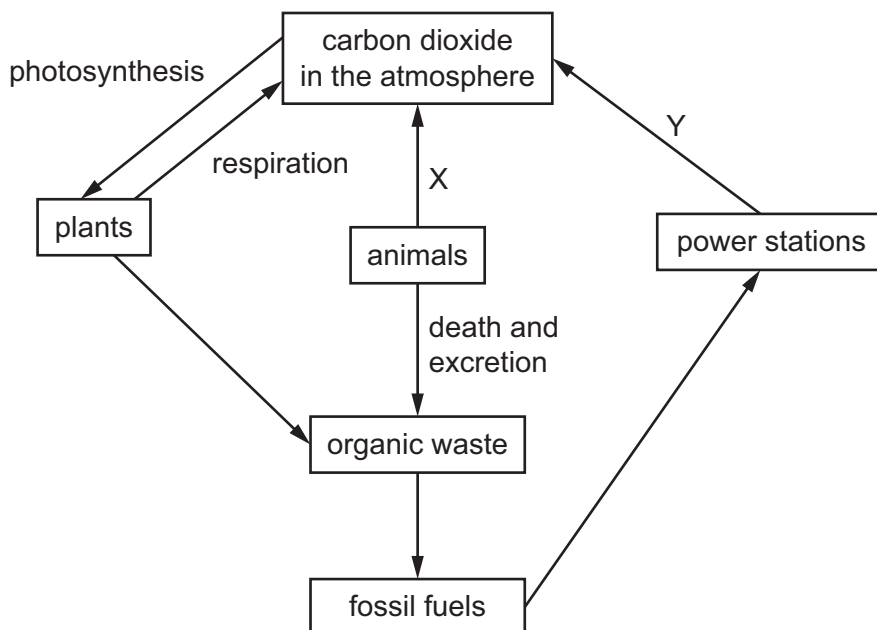 carbon dioxide
in the atmosphere
photosynthesis
respiration
X
Y
plants
animals
power stations
death and
excretion
organic waste
fossil fuels